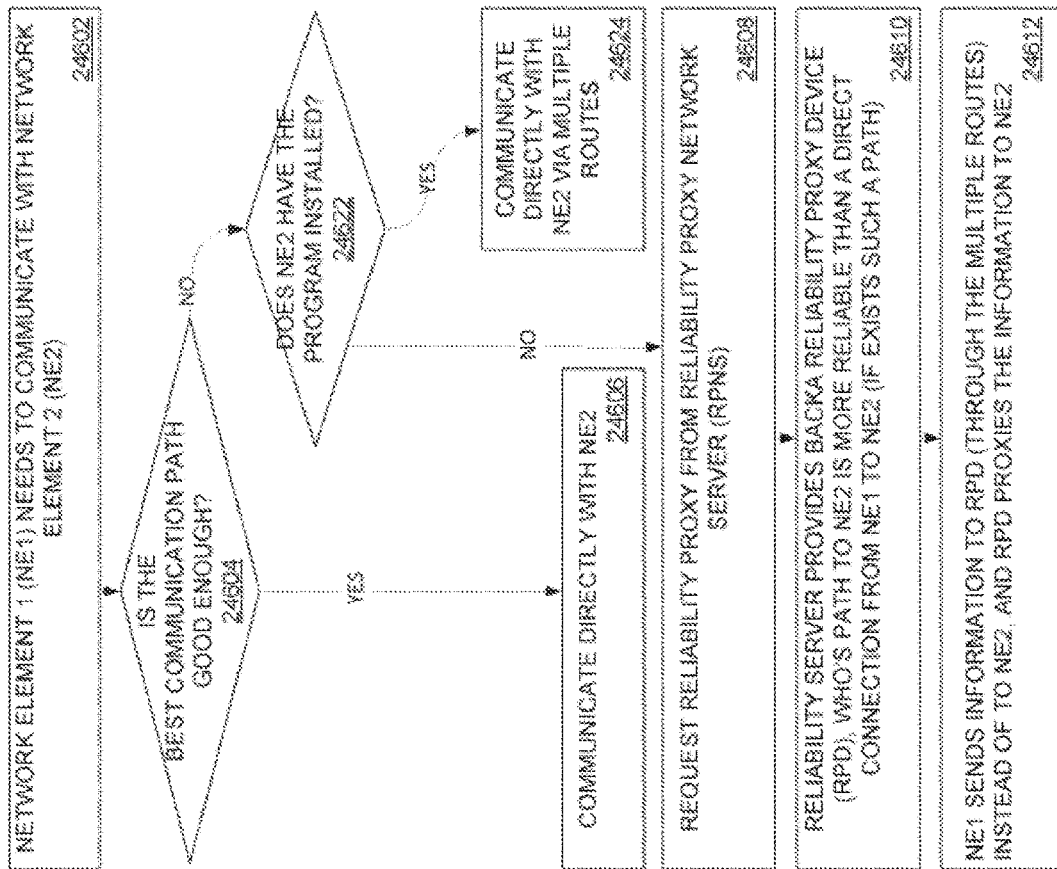 NETWORK ELEMENT 1 (NE1) NEEDS TO COMMUNICATE WITH NETWORK
ELEMENT 2 (NE2)
24602
IS THE
BEST COMMUNICATION PATH
GOOD ENOUGH?
24604
NO
DOES NE2 HAVE THE
PROGRAM INSTALLED?
24622
YES
COMMUNICATE
DIRECTLY WITH
NE2 VIA MULTIPLE
ROUTES
24624
YES
NO
COMMUNICATE DIRECTLY WITH NE2
24606
REQUEST RELIABILITY PROXY FROM RELIABILITY PROXY NETWORK
SERVER (RPNS)
24608
RELIABILITY SERVER PROVIDES BACKA RELIABILITY PROXY DEVICE
(RPD), WHO'S PATH TO NE2 IS MORE RELIABLE THAN A DIRECT
CONNECTION FROM NE1 TO NE2 (IF EXISTS SUCH A PATH)
24610
NE1 SENDS INFORMATION TO RPD (THROUGH THE MULTIPLE ROUTES)
INSTEAD OF TO NE2, AND RPD PROXIES THE INFORMATION TO NE2
24612